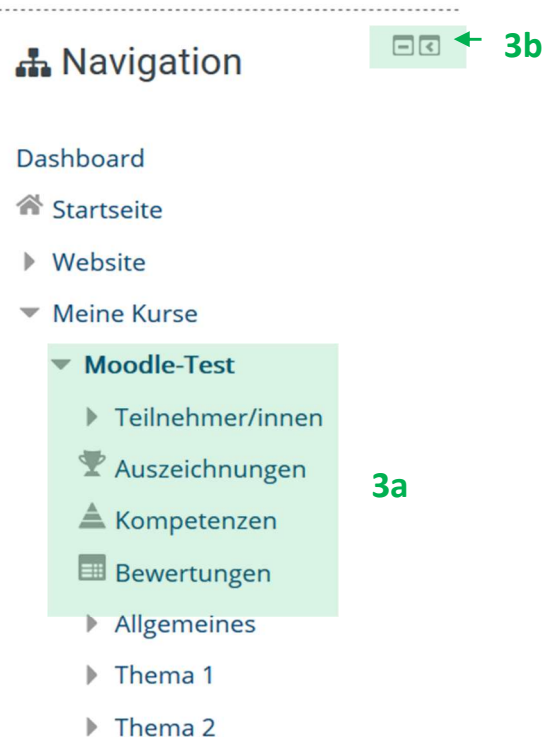 Navigation
3b
Dashboard
Startseite
Website
Meine Kurse
Moodle-Test
Teilnehmer/innen
Auszeichnungen
3a
Kompetenzen
Bewertungen
Allgemeines
Thema 1
Thema 2